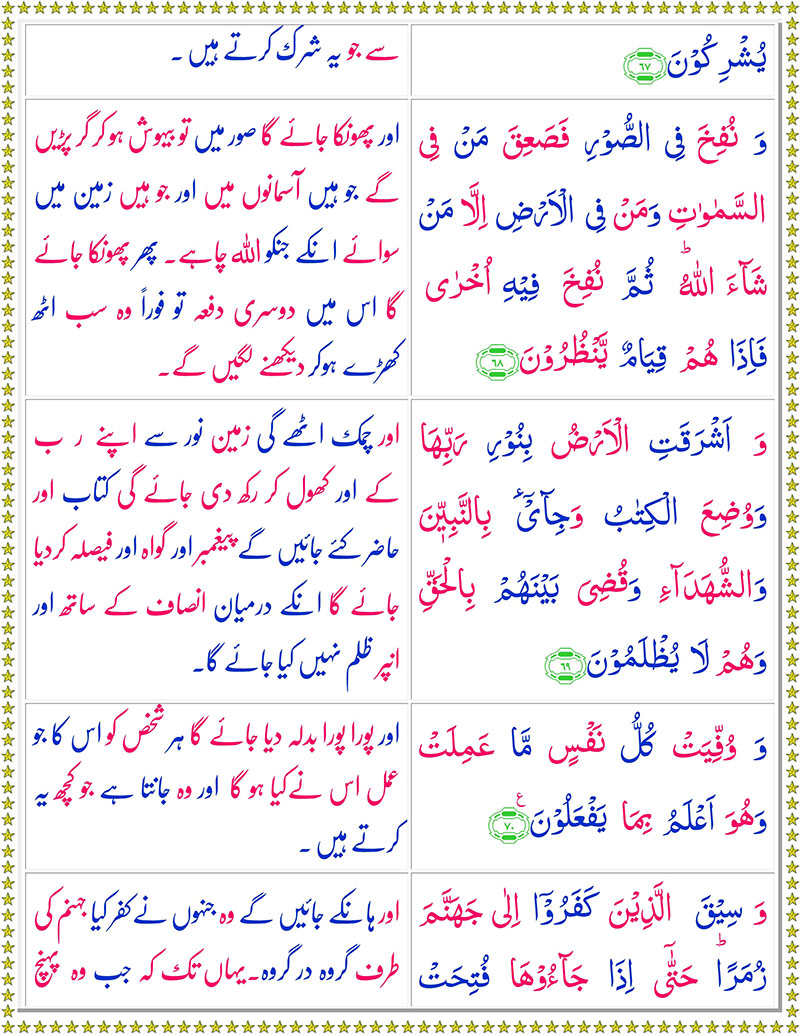 يُشْرِكُوْنَ ﴿٦٧﴾
سے جو یہ شرک کرتے ہیں ۔
وَ نُفِخَ فِى الصُّوْرِ فَصَعِقَ مَنْ فِى
السَّمٰوٰتِ وَمَنْ فِى الْاَرْضِ اِلَّا مَنْ
شَآءَ اللّٰهُ ؕ ثُمَّ نُفِخَ فِيْهِ اُخْرٰى
فَاِذَا هُمْ قِيَامٌ يَّنْظُرُوْنَ ﴿٦٨﴾
اور پھونکا جائے گا صور میں تو بیہوش ہو کر گر پڑیں
گے جو ہیں آسمانوں میں اور جو ہیں زمین میں
سوائے انکے جنکو اللہ چاہے۔ پھر پھونکا جائے
گا اس میں دوسری دفعہ تو فوراً وہ سب اٹھ
کھڑے ہوکر دیکھنے لگیں گے۔
وَ اَشْرَقَتِ الْاَرْضُ بِنُوْرِ رَبِّهَا
وَوُضِعَ الْكِتٰبُ وَجِآىْ‏ءَ بِالنَّبِيّٖنَ
وَالشُّهَدَآءِ وَقُضِىَ بَيْنَهُمْ بِالْحَقِّ
وَهُمْ لَا يُظْلَمُوْنَ ﴿٦٩﴾
اور چمک اٹھے گی زمین نور سے اپنے ر ب
کے اور کھول کر رکھ دی جائے گی کتاب اور
حاضر کئے جائیں گے پیغمبر اور گواہ اور فیصلہ کردیا
جائے گا انکے درمیان انصاف کے ساتھ اور
انپر ظلم نہیں کیا جائے گا۔
وَ وُفِّيَتْ كُلُّ نَفْسٍ مَّا عَمِلَتْ
وَهُوَ اَعْلَمُ بِمَا يَفْعَلُوْنَ ﴿٧٠﴾ ع
اور پورا پورا بدلہ دیا جائے گا ہر شخص کو اس کا جو
عمل اس نے کیا ہو گا اور وہ جانتا ہے جو کچھ یہ
کرتے ہیں ۔
وَ سِيْقَ الَّذِيْنَ كَفَرُوْۤا اِلٰى جَهَنَّمَ
زُمَرًا ؕ حَتّٰٓى اِذَا جَآءُوْهَا فُتِحَتْ
اور ہانکے جائیں گے وہ جنہوں نے کفر کیا جہنم کی
طرف گروہ در گروہ۔ یہاں تک کہ جب وہ پہنچ